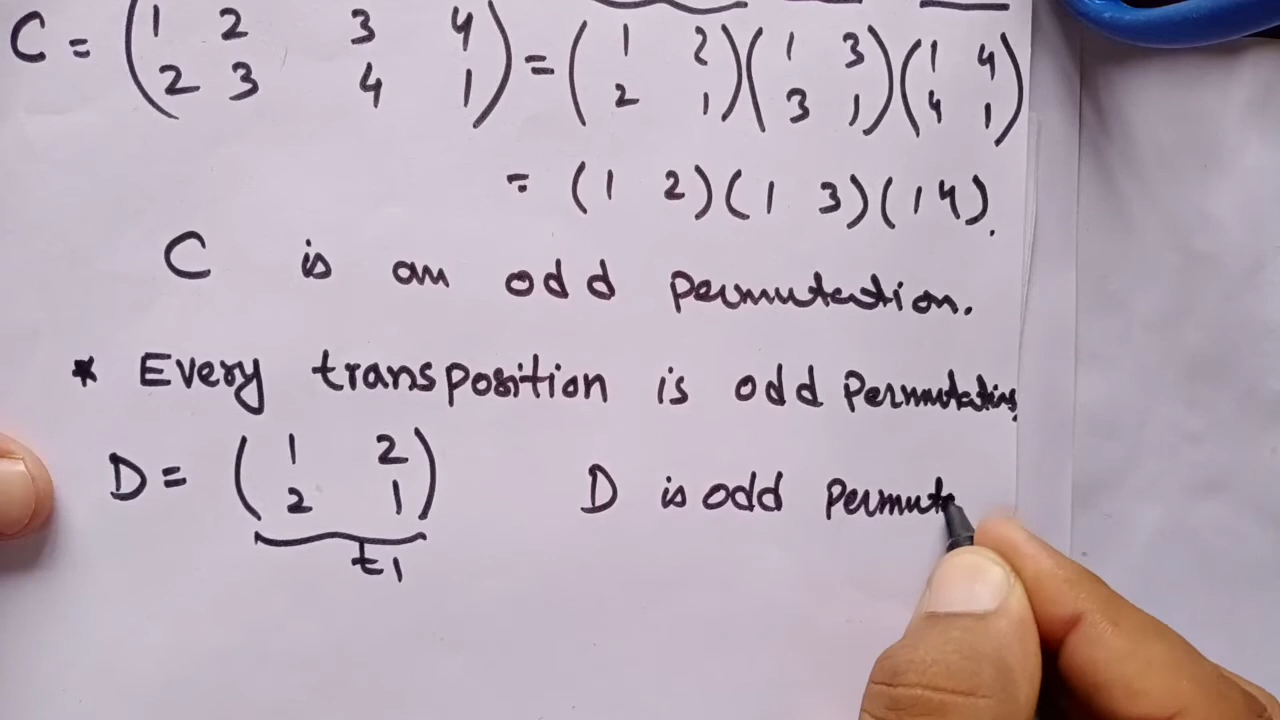 C = (1 2 3 4) = (1 2)(1 3)(1 4)
(2 3 4 1) (2 1)(3 1)(4 1)
= (1 2)(1 3)(1 4).
C is an odd permutation.
* Every transposition is odd Permutations
D = (1 2) D is odd Permuta
(2 1)
t1